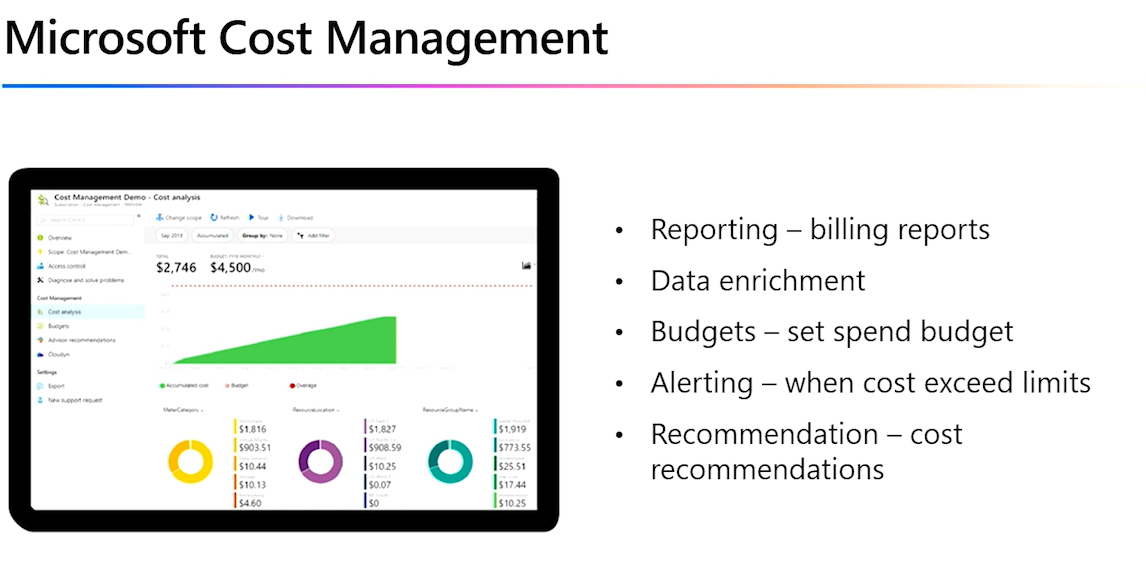 Microsoft Cost Management
Cost Management Demo - Cost analysis
Change scope Refresh Tour Download
Sep 2018 Accumulated Group by: None Add filter
Overview
Scope: Cost Management Dem...
Access control
Diagnose and solve problems
Cost Management
Cost analysis
Budgets
Advisor recommendations
Cloudyn
Settings
Export
New support request
TOTAL
$2,746
$4,500 /mo
Accumulated cost Budget Overage
MeterCategory
$1,816
$903.51
$10.44
$10.13
$4.60
ResourceLocation
$1,827
$908.59
$10.25
$0.07
$0
ResourceGroupName
$1,919
$773.55
$25.51
$17.44
$10.25
• Reporting – billing reports
• Data enrichment
• Budgets – set spend budget
• Alerting – when cost exceed limits
• Recommendation – cost
recommendations